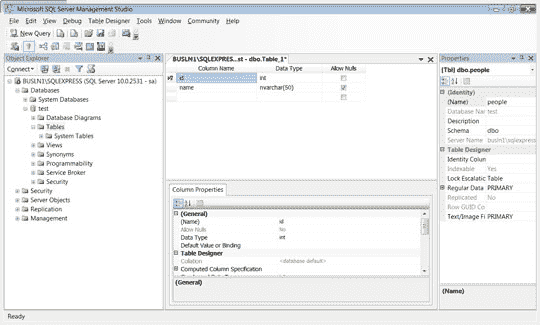 Microsoft SQL Server Management Studio
File Edit View Debug Table Designer Tools Window Community Help
New Query
Object Explorer
Connect
BUSIN1\SQLEXPRESS (SQL Server 10.0.2531 - sa)
Databases
System Databases
test
Database Diagrams
Tables
System Tables
Views
Synonyms
Programmability
Service Broker
Security
Security
Server Objects
Replication
Management
BUSIN1\SQLEXPRE...st - dbo.Table_1*
Column Name Data Type Allow Nulls
id int
name nvarchar(50)
Column Properties
(General)
(Name) id
Allow Nulls No
Data Type int
Default Value or Binding
Table Designer
Collation <database default>
Computed Column Specification
(General)
Properties
(Tbl) dbo.people
(Identity)
(Name) people
Database Nar test
Description
Schema dbo
Server Name busin1\sqlexpress
Table Designer
Identity Colun
Indexable Yes
Lock Escalatic Table
Regular Data PRIMARY
Replicated No
Row GUID Co
Text/Image Fi PRIMARY
(Name)
Ready